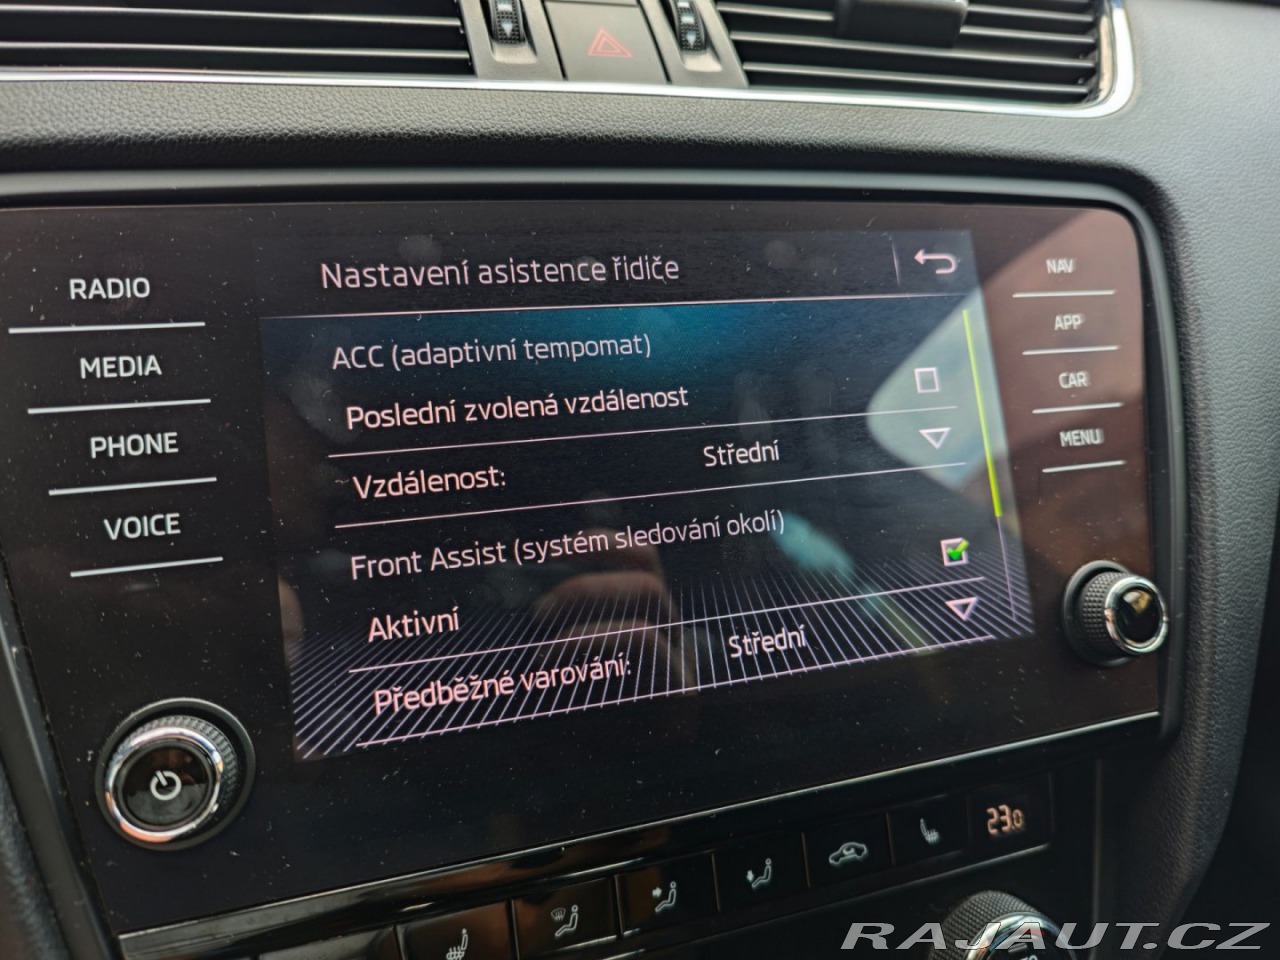 Nastavení asistence řidiče
RADIO
MEDIA
PHONE
VOICE
ACC (adaptivní tempomat)
Poslední zvolená vzdálenost
Vzdálenost: Střední
Front Assist (systém sledování okolí)
Aktivní
Předběžné varování: Střední
NAV
APP
CAR
MENU
23.0
RAJAUT.CZ